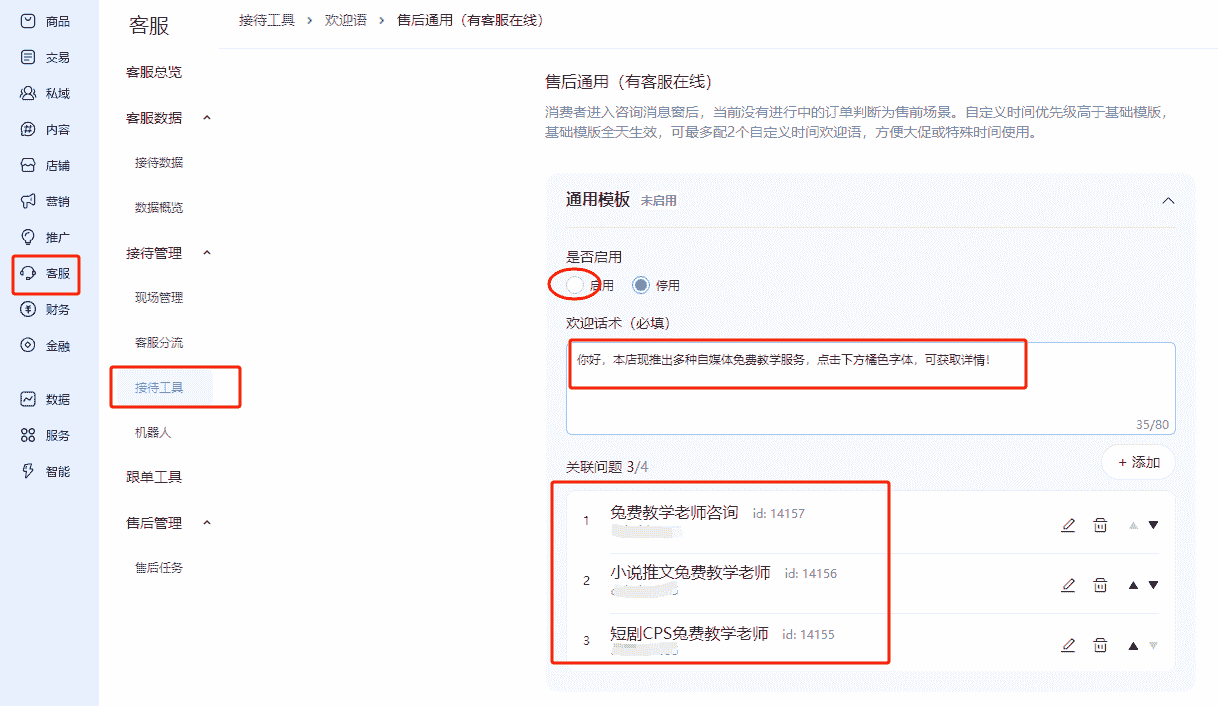 商品
交易
私域
内容
店铺
营销
推广
客服
财务
金融
数据
服务
智能
客服
客服总览
客服数据
接待数据
数据概览
接待管理
现场管理
客服分流
接待工具
机器人
跟单工具
售后管理
售后任务
接待工具 › 欢迎语 › 售后通用（有客服在线）
售后通用（有客服在线）
消费者进入咨询消息窗后，当前没有进行中的订单判断为售前场景。自定义时间优先级高于基础模版，
基础模版全天生效，可最多配2个自定义时间欢迎语，方便大促或特殊时间使用。
通用模板 未启用
是否启用
启用 停用
欢迎话术（必填）
你好，本店现推出多种自媒体免费教学服务，点击下方橘色字体，可获取详情！
35/80
关联问题 3/4
+ 添加
1 免费教学老师咨询 id: 14157
2 小说推文免费教学老师 id: 14156
3 短剧CPS免费教学老师 id: 14155